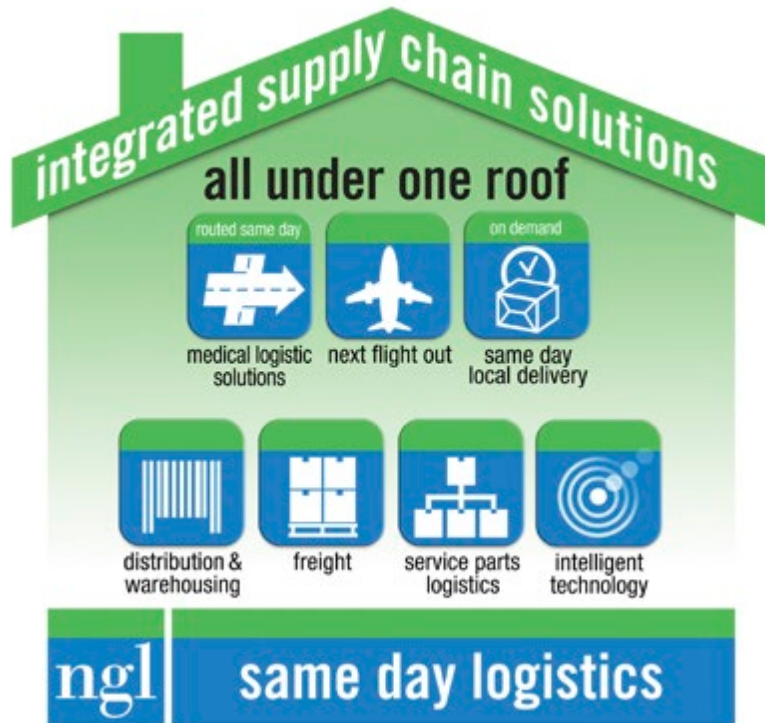 integrated supply chain solutions
all under one roof
routed same day
on demand
medical logistic
solutions
next flight out
same day
local delivery
distribution &
warehousing
freight
service parts
logistics
intelligent
technology
ngl
same day logistics